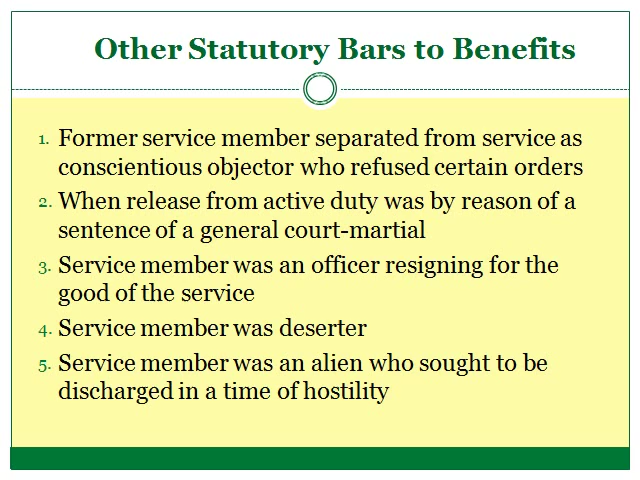 Other Statutory Bars to Benefits
1. Former service member separated from service as
conscientious objector who refused certain orders
2. When release from active duty was by reason of a
sentence of a general court-martial
3. Service member was an officer resigning for the
good of the service
4. Service member was deserter
5. Service member was an alien who sought to be
discharged in a time of hostility